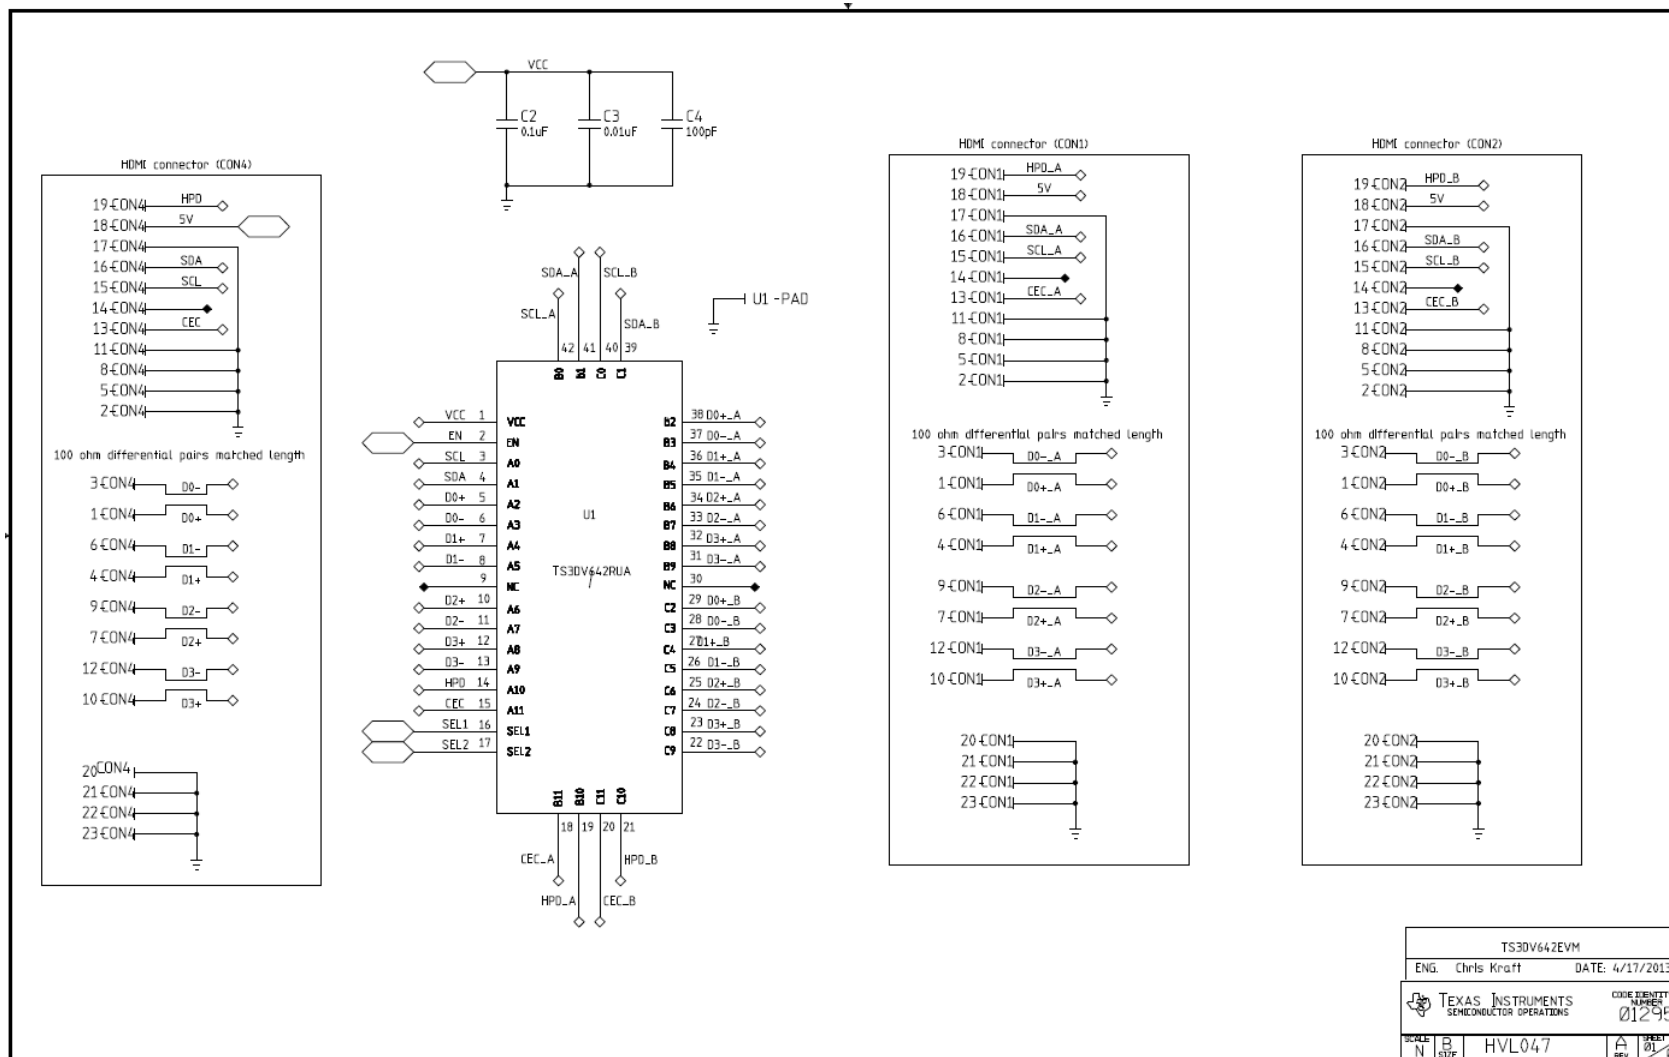 VCC
C2
0.1uF
C3
0.01uF
C4
100pF
HDMI connector (CON4)
19 CON4 HPD
18 CON4 5V
17 CON4
16 CON4 SDA
15 CON4 SCL
14 CON4
13 CON4 CEC
11 CON4
8 CON4
5 CON4
2 CON4
100 ohm differential pairs matched length
3 CON4 D0-
1 CON4 D0+
6 CON4 D1-
4 CON4 D1+
9 CON4 D2-
7 CON4 D2+
12 CON4 D3-
10 CON4 D3+
20 CON4
21 CON4
22 CON4
23 CON4
SDA_A
SCL_B
SCL_A
SDA_B
U1-PAD
42 41 40 39
B0 B1 C0 C1
VCC 1 VCC
EN 2 EN
SCL 3 A0
SDA 4 A1
D0+ 5 A2
D0- 6 A3
D1+ 7 A4
D1- 8 A5
9 NC
D2+ 10 A6
D2- 11 A7
D3+ 12 A8
D3- 13 A9
HPD 14 A10
CEC 15 A11
SEL1 16 SEL1
SEL2 17 SEL2
U1
TS3DV642RUA
B2 38 D0+_A
B3 37 D0-_A
B4 36 D1+_A
B5 35 D1-_A
B6 34 D2+_A
B7 33 D2-_A
B8 32 D3+_A
B9 31 D3-_A
NC 30
C2 29 D0+_B
C3 28 D0-_B
C4 27 D1+_B
C5 26 D1-_B
C6 25 D2+_B
C7 24 D2-_B
C8 23 D3+_B
C9 22 D3-_B
B11 B10 C11 C10
18 19 20 21
CEC_A
HPD_B
HPD_A
CEC_B
HDMI connector (CON1)
19 CON1 HPD_A
18 CON1 5V
17 CON1
16 CON1 SDA_A
15 CON1 SCL_A
14 CON1
13 CON1 CEC_A
11 CON1
8 CON1
5 CON1
2 CON1
100 ohm differential pairs matched length
3 CON1 D0-_A
1 CON1 D0+_A
6 CON1 D1-_A
4 CON1 D1+_A
9 CON1 D2-_A
7 CON1 D2+_A
12 CON1 D3-_A
10 CON1 D3+_A
20 CON1
21 CON1
22 CON1
23 CON1
HDMI connector (CON2)
19 CON2 HPD_B
18 CON2 5V
17 CON2
16 CON2 SDA_B
15 CON2 SCL_B
14 CON2
13 CON2 CEC_B
11 CON2
8 CON2
5 CON2
2 CON2
100 ohm differential pairs matched length
3 CON2 D0-_B
1 CON2 D0+_B
6 CON2 D1-_B
4 CON2 D1+_B
9 CON2 D2-_B
7 CON2 D2+_B
12 CON2 D3-_B
10 CON2 D3+_B
20 CON2
21 CON2
22 CON2
23 CON2
TS3DV642EVM
ENG. Chris Kraft DATE: 4/17/2013
TEXAS INSTRUMENTS
SEMICONDUCTOR OPERATIONS
CODE IDENTITY
NUMBER
01295
SCALE
N
B
SIZE
HVL047
A
REV
SHEET
01/